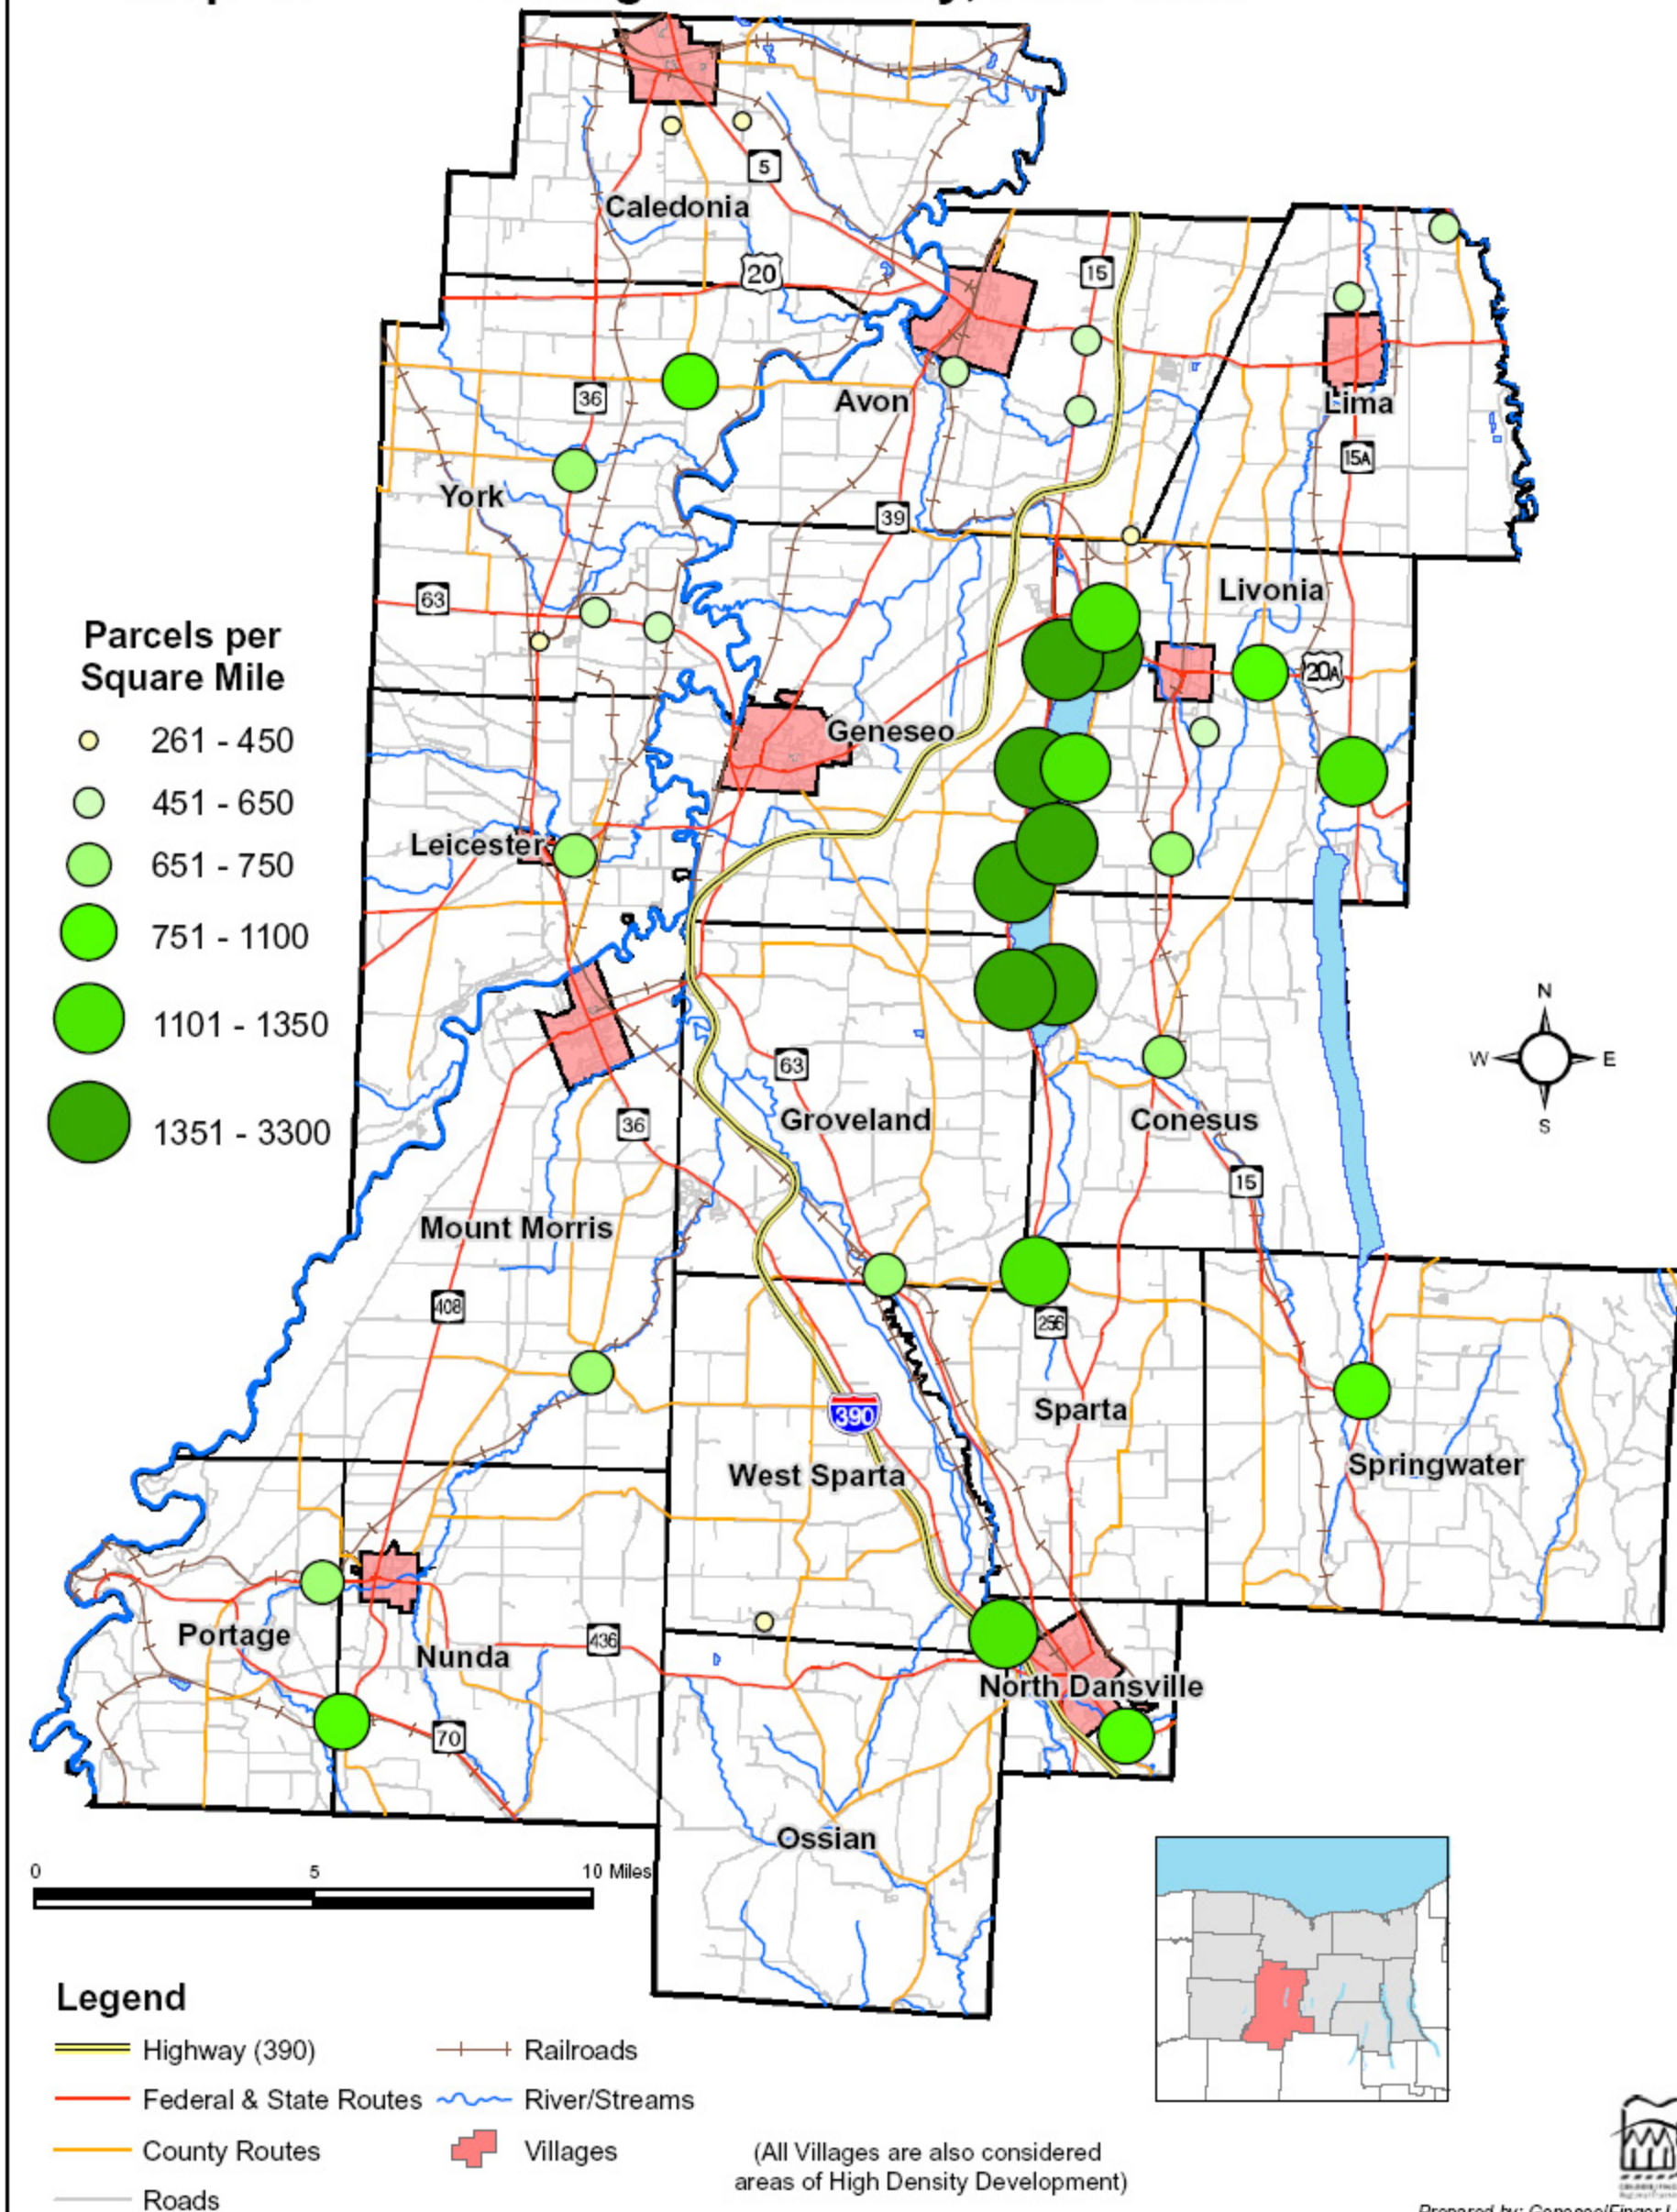 5
Caledonia
20
15
36
Avon
Lima
15A
York
39
63
Livonia
Parcels per
Square Mile
20A
261 - 450
Geneseo
451 - 650
Leicester
651 - 750
751 - 1100
N
1101 - 1350
W
E
63
Groveland
36
Conesus
S
1351 - 3300
15
Mount Morris
408
256
390
Sparta
West Sparta
Springwater
Portage
436
Nunda
North Dansville
70
Ossian
0
5
10 Miles
Legend
Highway (390)
Railroads
Federal & State Routes
River/Streams
County Routes
Villages
(All Villages are also considered
areas of High Density Development)
Roads